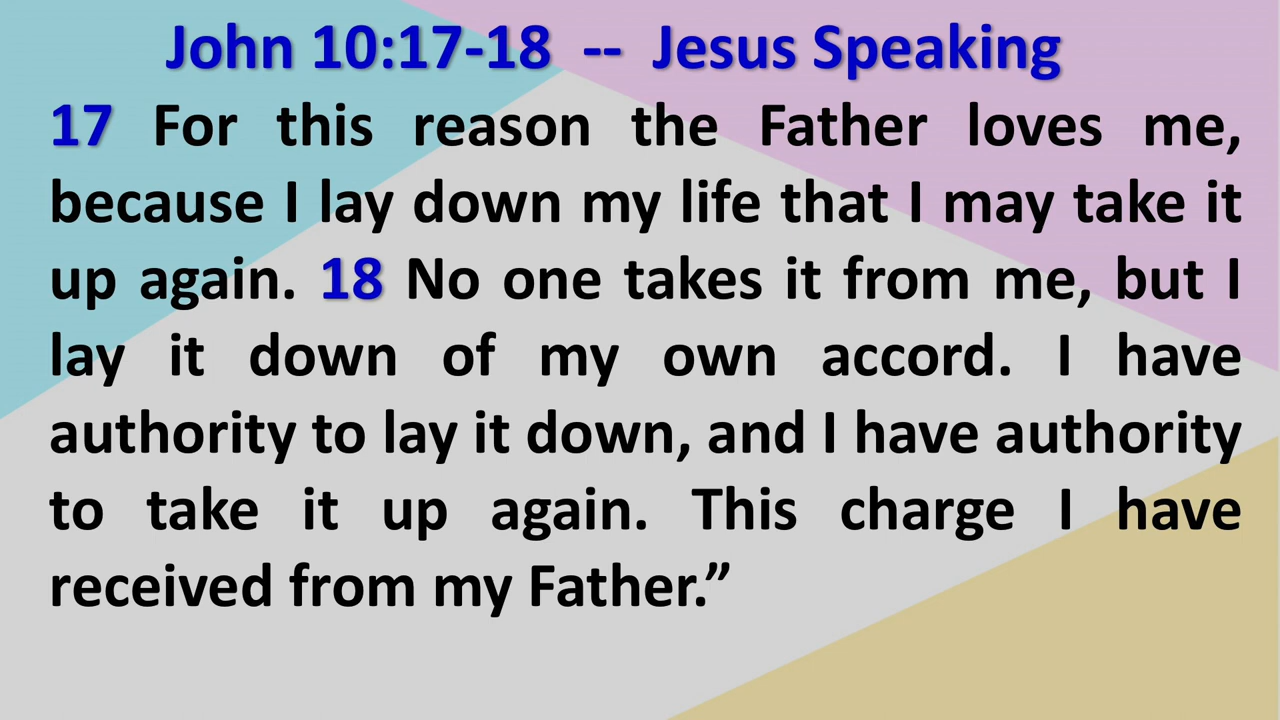 John 10:17-18 -- Jesus Speaking
17 For this reason the Father loves me,
because I lay down my life that I may take it
up again. 18 No one takes it from me, but I
lay it down of my own accord. I have
authority to lay it down, and I have authority
to take it up again. This charge I have
received from my Father.”